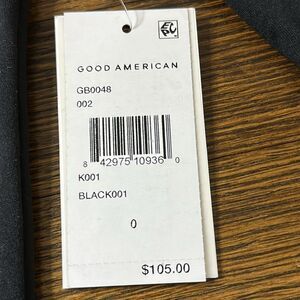 GOOD AMERICAN
GB0048
002
8 42975 10936 0
K001
BLACK001
0
$105.00